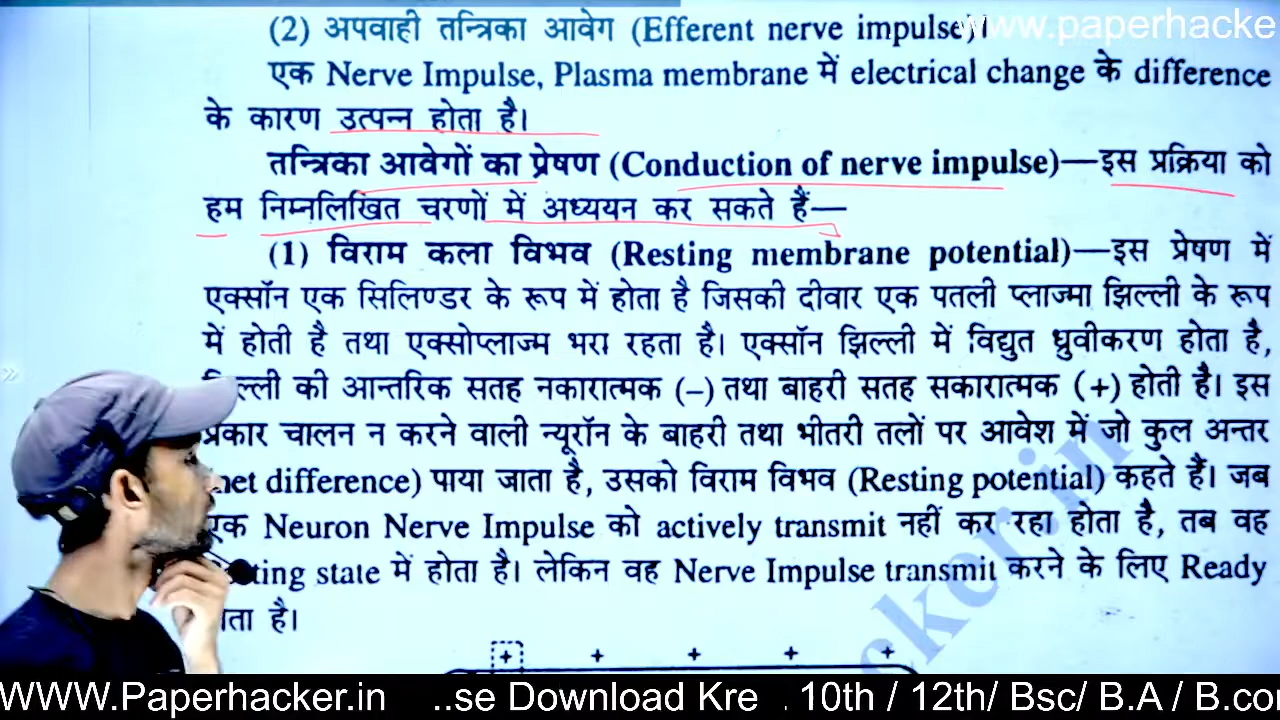 (2) अपवाही तन्त्रिका आवेग (Efferent nerve impulse)।
www.paperhacke
एक Nerve Impulse, Plasma membrane में electrical change के difference
के कारण उत्पन्न होता है।
तन्त्रिका आवेगों का प्रेषण (Conduction of nerve impulse)—इस प्रक्रिया को
हम निम्नलिखित चरणों में अध्ययन कर सकते हैं—
(1) विराम कला विभव (Resting membrane potential)—इस प्रेषण में
एक्सॉन एक सिलिण्डर के रूप में होता है जिसकी दीवार एक पतली प्लाज्मा झिल्ली के रूप
में होती है तथा एक्सोप्लाज्म भरा रहता है। एक्सॉन झिल्ली में विद्युत ध्रुवीकरण होता है,
की आन्तरिक सतह नकारात्मक (–) तथा बाहरी सतह सकारात्मक (+) होती है। इस
प्रकार चालन न करने वाली न्यूरॉन के बाहरी तथा भीतरी तलों पर आवेश में जो कुल अन्तर
net difference) पाया जाता है, उसको विराम विभव (Resting potential) कहते हैं। जब
एक Neuron Nerve Impulse को actively transmit नहीं कर रहा होता है, तब वह
state में होता है। लेकिन वह Nerve Impulse transmit करने के लिए Ready
है।
+ + + + +
cker.in
WWW.Paperhacker.in ..se Download Kre . 10th / 12th/ Bsc/ B.A / B.co